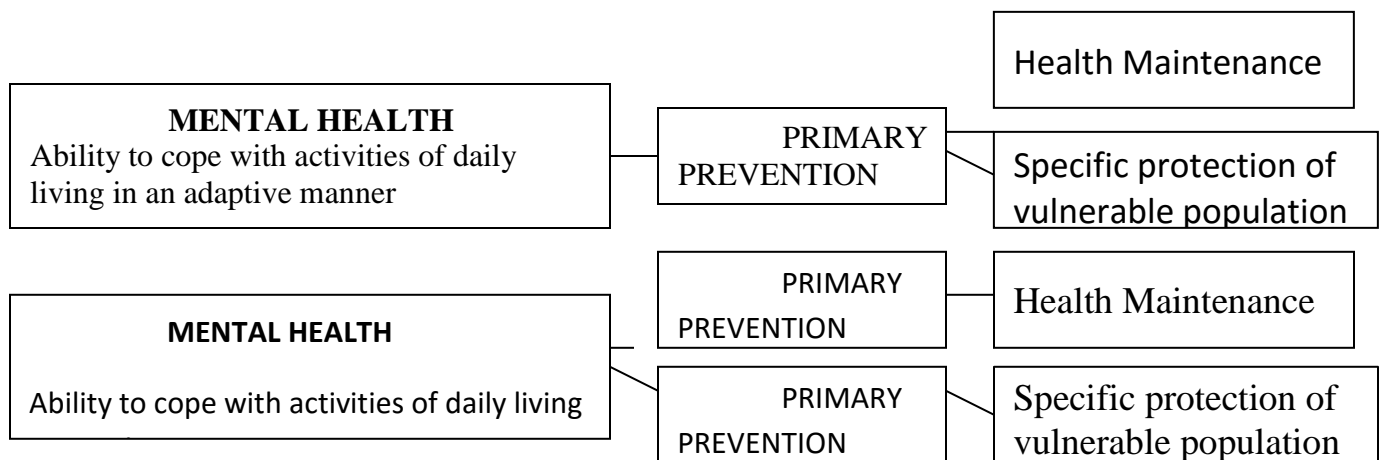 Health Maintenance
MENTAL HEALTH
Ability to cope with activities of daily
living in an adaptive manner
PRIMARY
PREVENTION
Specific protection of
vulnerable population
MENTAL HEALTH
Ability to cope with activities of daily living
PRIMARY
PREVENTION
Health Maintenance
PRIMARY
PREVENTION
Specific protection of
vulnerable population